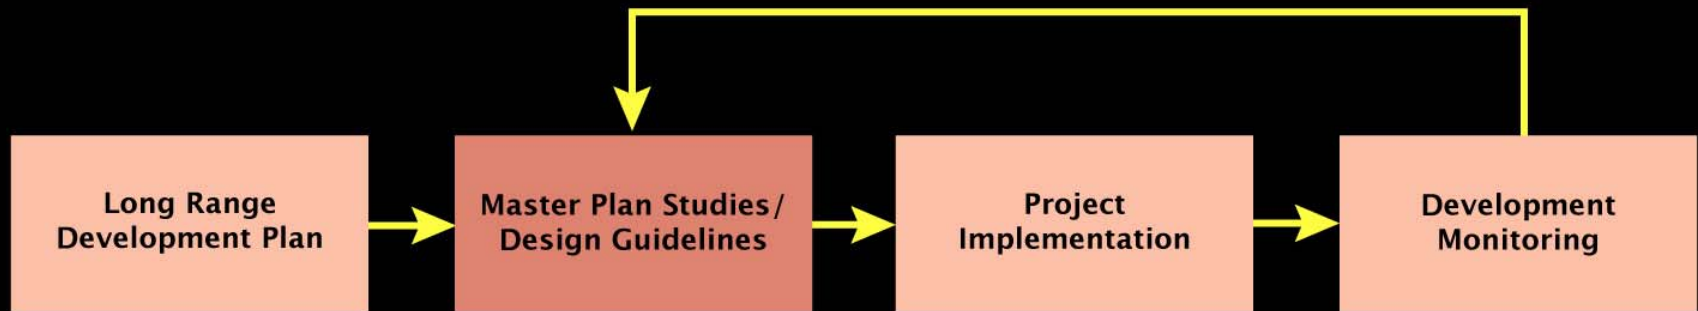 Long Range
Development Plan
Master Plan Studies/
Design Guidelines
Project
Implementation
Development
Monitoring